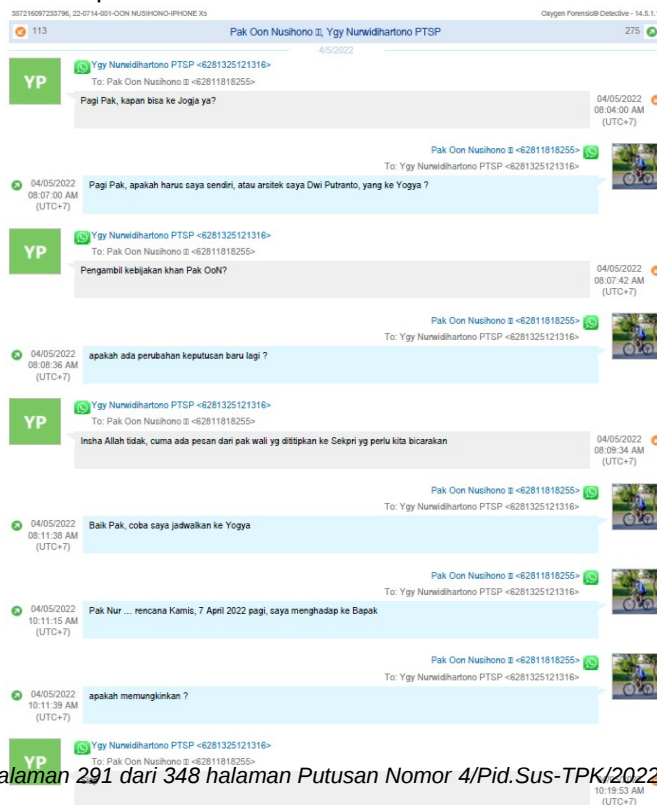 557216097233796, 22-0714-001-OON NUSIHONO-IPHONE Xs
Oxygen Forensic® Detective - 14.5.1.
113
Pak Oon Nusihono, Ygy Nurwidihartono PTSP
275
4/5/2022
YP
Ygy Nurwidihartono PTSP <6281325121316>
To: Pak Oon Nusihono <62811818255>
Pagi Pak, kapan bisa ke Jogja ya?
04/05/2022
08:04:00 AM
(UTC+7)
Pak Oon Nusihono <62811818255>
To: Ygy Nurwidihartono PTSP <6281325121316>
04/05/2022
08:07:00 AM
(UTC+7)
Pagi Pak, apakah harus saya sendiri, atau arsitek saya Dwi Putranto, yang ke Yogya ?
YP
Ygy Nurwidihartono PTSP <6281325121316>
To: Pak Oon Nusihono <62811818255>
Pengambil kebijakan khan Pak OoN?
04/05/2022
08:07:42 AM
(UTC+7)
Pak Oon Nusihono <62811818255>
To: Ygy Nurwidihartono PTSP <6281325121316>
04/05/2022
08:08:36 AM
(UTC+7)
apakah ada perubahan keputusan baru lagi ?
YP
Ygy Nurwidihartono PTSP <6281325121316>
To: Pak Oon Nusihono <62811818255>
Insha Allah tidak, cuma ada pesan dari pak wali yg dititipkan ke Sekpri yg perlu kita bicarakan
04/05/2022
08:09:34 AM
(UTC+7)
Pak Oon Nusihono <62811818255>
To: Ygy Nurwidihartono PTSP <6281325121316>
04/05/2022
08:11:38 AM
(UTC+7)
Baik Pak, coba saya jadwalkan ke Yogya
Pak Oon Nusihono <62811818255>
To: Ygy Nurwidihartono PTSP <6281325121316>
04/05/2022
10:11:15 AM
(UTC+7)
Pak Nur ... rencana Kamis, 7 April 2022 pagi, saya menghadap ke Bapak
Pak Oon Nusihono <62811818255>
To: Ygy Nurwidihartono PTSP <6281325121316>
04/05/2022
10:11:39 AM
(UTC+7)
apakah memungkinkan ?
YP
Ygy Nurwidihartono PTSP <6281325121316>
To: Pak Oon Nusihono <62811818255>
alaman 291 dari 348 halaman Putusan Nomor 4/Pid.Sus-TPK/2022
10:19:53 AM
(UTC+7)